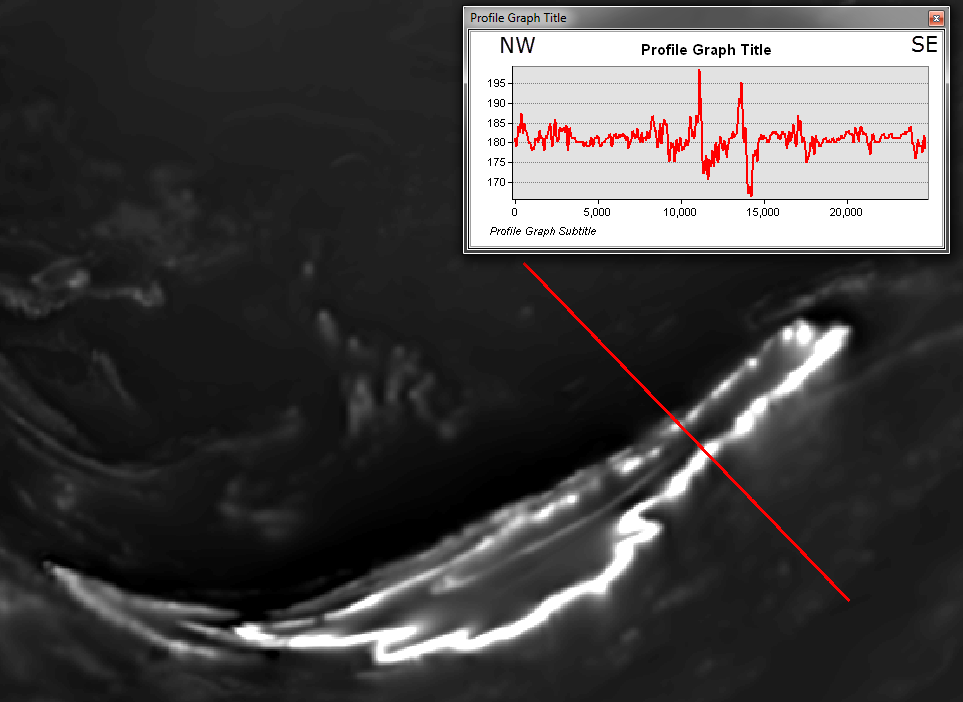 Profile Graph Title
NW
SE
Profile Graph Title
195
190
185
180
175
170
0
5,000
10,000
15,000
20,000
Profile Graph Subtitle